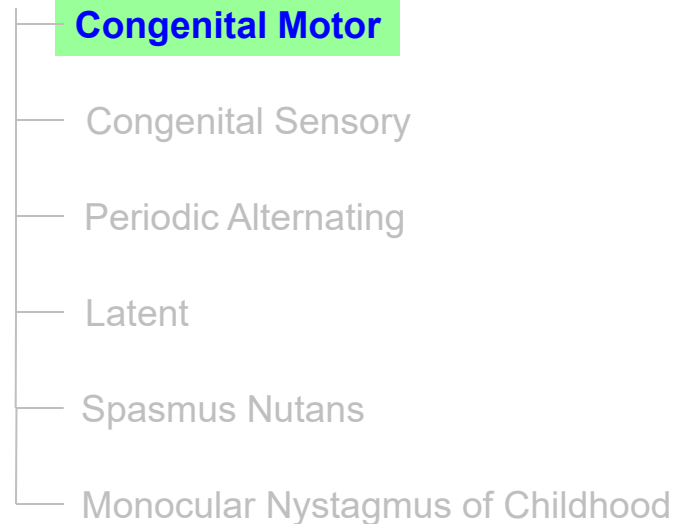 Congenital Motor
Congenital Sensory
Periodic Alternating
Latent
Spasmus Nutans
Monocular Nystagmus of Childhood